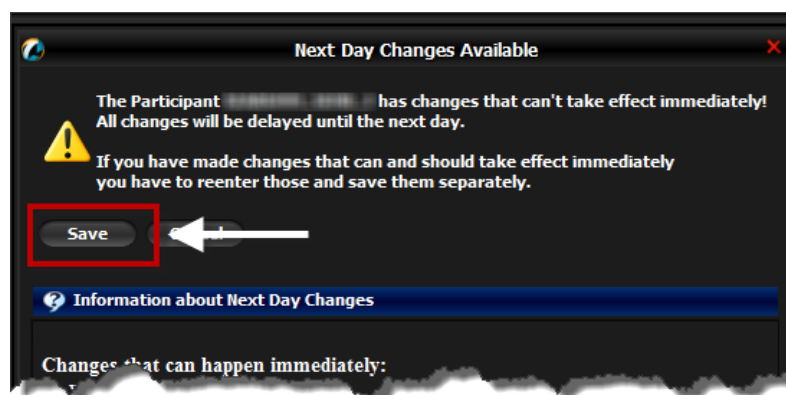 Next Day Changes Available
The Participant has changes that can't take effect immediately!
All changes will be delayed until the next day.
If you have made changes that can and should take effect immediately
you have to reenter those and save them separately.
Save
Information about Next Day Changes
Changes that can happen immediately: